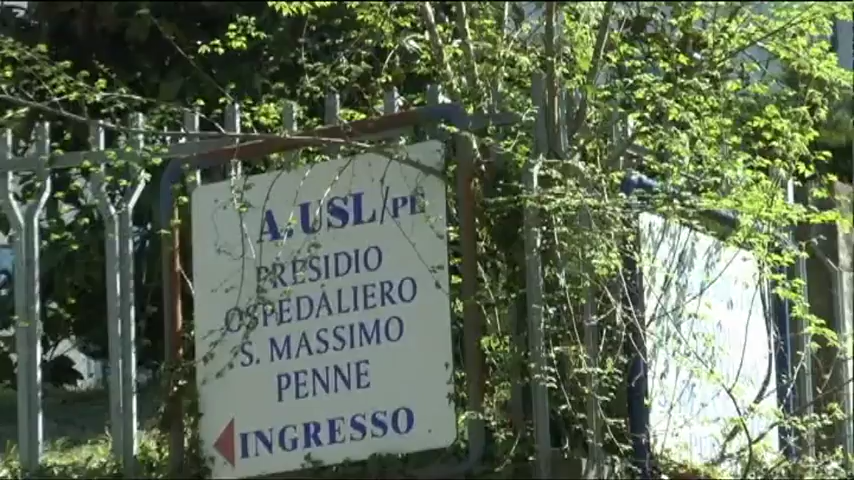 A.USL/PE
PRESIDIO
OSPEDALIERO
S. MASSIMO
PENNE
INGRESSO